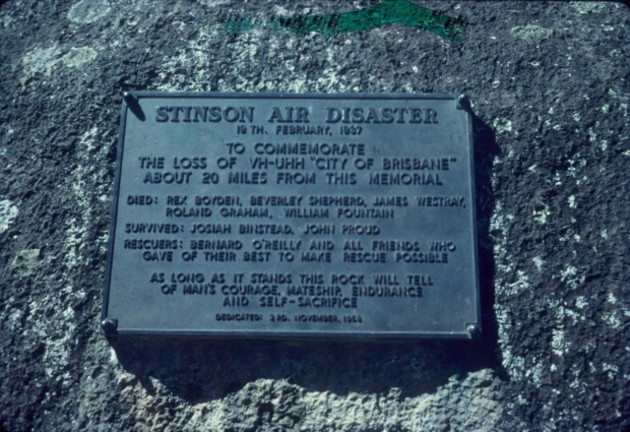 STINSON AIR DISASTER
19TH. FEBRUARY, 1937
TO COMMEMORATE
THE LOSS OF VH-UHH "CITY OF BRISBANE"
ABOUT 20 MILES FROM THIS MEMORIAL
DIED: REX BOYDEN, BEVERLEY SHEPHERD, JAMES WESTRAY,
ROLAND GRAHAM, WILLIAM FOUNTAIN
SURVIVED: JOSIAH BINSTEAD, JOHN PROUD
RESCUERS: BERNARD O'REILLY AND ALL FRIENDS WHO
GAVE OF THEIR BEST TO MAKE RESCUE POSSIBLE
AS LONG AS IT STANDS THIS ROCK WILL TELL
OF MAN'S COURAGE, MATESHIP, ENDURANCE
AND SELF-SACRIFICE
DEDICATED: 3RD. NOVEMBER,